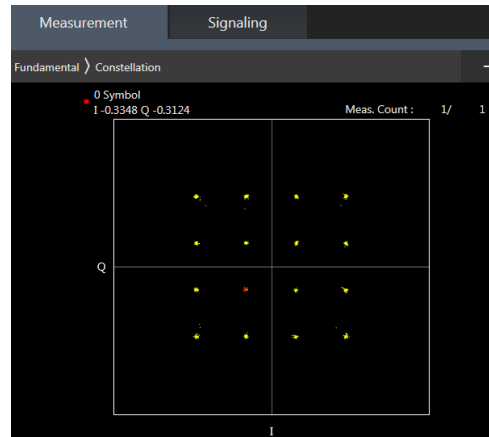 Measurement Signaling
Fundamental 〉Constellation
0 Symbol
I -0.3348 Q -0.3124 Meas. Count : 1/ 1
Q
I